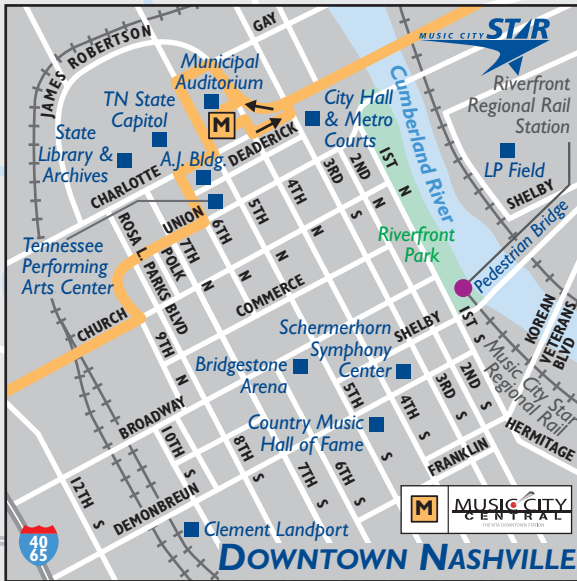 MUSIC CITY STAR
GAY
JAMES ROBERTSON
Municipal
Auditorium
Riverfront
Regional Rail
Station
TN State
Capitol
M
City Hall
& Metro
Courts
Cumberland River
State
Library &
Archives
DEADERICK
A.J. Bldg.
CHARLOTTE
LP Field
1ST N
2ND S
3RD N
4TH N
5TH N
6TH N
7TH N
POLK
ROSA L. PARKS BLVD
UNION
SHELBY
Riverfront
Park
Pedestrian Bridge
Tennessee
Performing
Arts Center
COMMERCE
CHURCH
9TH N
Schermerhorn
Symphony
Center
SHELBY
1ST S
KOREAN
VETERANS
BLVD
Music City Star
Regional Rail
Bridgestone
Arena
BROADWAY
2ND S
3RD S
4TH S
5TH S
Country Music
Hall of Fame
HERMITAGE
FRANKLIN
6TH S
7TH S
8TH S
10TH S
12TH S
DEMONBREUN
M
MUSIC CITY
CENTRAL
THE MTA DOWNTOWN STATION
Clement Landport
40
65
DOWNTOWN NASHVILLE